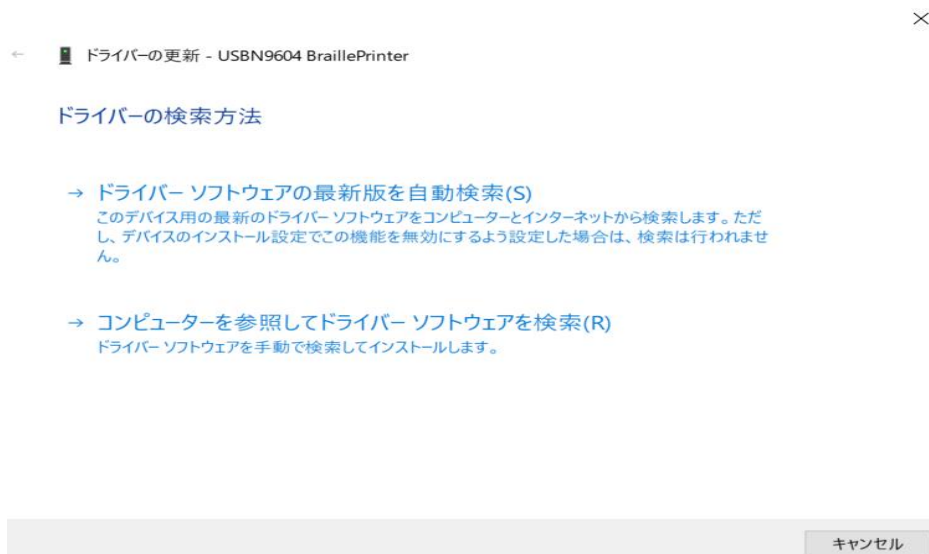 ドライバーの更新 - USBN9604 BraillePrinter
ドライバーの検索方法
→ ドライバー ソフトウェアの最新版を自動検索(S)
このデバイス用の最新のドライバー ソフトウェアをコンピューターとインターネットから検索します。ただ
し、デバイスのインストール設定でこの機能を無効にするよう設定した場合は、検索は行われませ
ん。
→ コンピューターを参照してドライバー ソフトウェアを検索(R)
ドライバー ソフトウェアを手動で検索してインストールします。
キャンセル